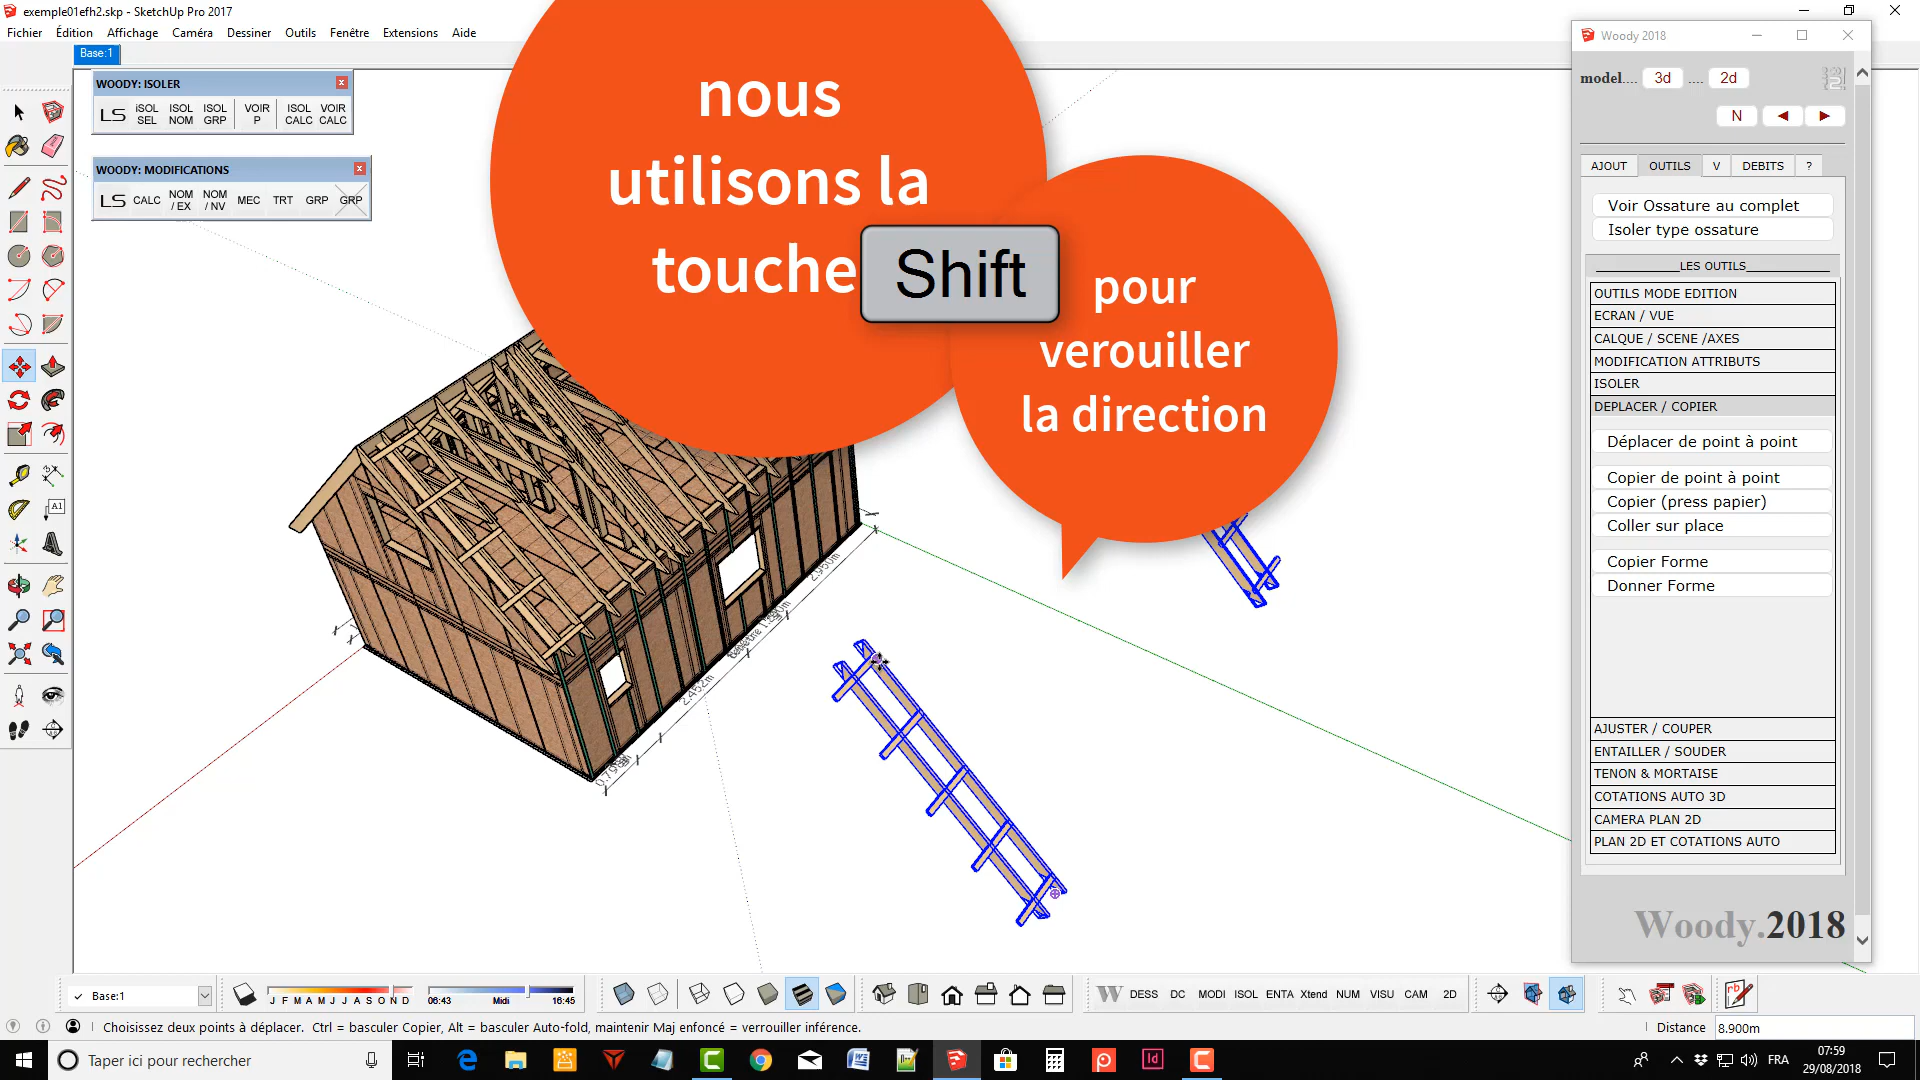 exemple01efh2.skp - SketchUp Pro 2017
Fichier Édition Affichage Caméra Dessiner Outils Fenêtre Extensions Aide
Base:1
WOODY: ISOLER
LS iSOL SEL ISOL NOM ISOL GRP VOIR P ISOL CALC VOIR CALC
WOODY: MODIFICATIONS
LS CALC NOM / EX NOM / NV MEC TRT GRP GRP
nous
utilisons la
touche
Shift
pour
verouiller
la direction
A1
2.950m
2.452m
Woody 2018
model.... 3d .... 2d
N ◄ ►
AJOUT OUTILS V DEBITS ?
Voir Ossature au complet
Isoler type ossature
LES OUTILS
OUTILS MODE EDITION
ECRAN / VUE
CALQUE / SCENE /AXES
MODIFICATION ATTRIBUTS
ISOLER
DEPLACER / COPIER
Déplacer de point à point
Copier de point à point
Copier (press papier)
Coller sur place
Copier Forme
Donner Forme
AJUSTER / COUPER
ENTAILLER / SOUDER
TENON & MORTAISE
COTATIONS AUTO 3D
CAMERA PLAN 2D
PLAN 2D ET COTATIONS AUTO
Woody.2018
Base:1
J F M A M J J A S O N D
06:43 Midi 16:45
W DESS DC MODI ISOL ENTA Xtend NUM VISU CAM 2D
rb
Choisissez deux points à déplacer. Ctrl = basculer Copier, Alt = basculer Auto-fold, maintenir Maj enfoncé = verrouiller inférence.
Distance 8.900m
Taper ici pour rechercher
FRA
07:59
29/08/2018